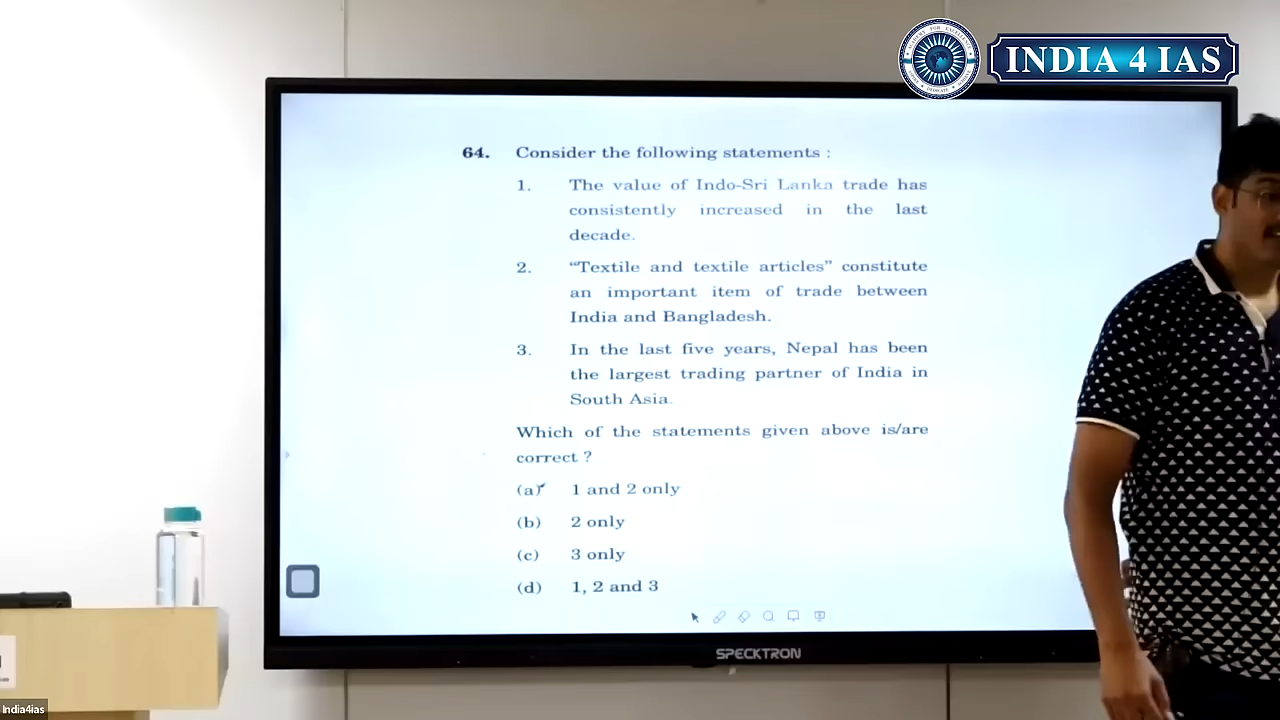 INDIA 4 IAS
64. Consider the following statements :
1. The value of Indo-Sri Lanka trade has
consistently increased in the last
decade.
2. “Textile and textile articles” constitute
an important item of trade between
India and Bangladesh.
3. In the last five years, Nepal has been
the largest trading partner of India in
South Asia.
Which of the statements given above is/are
correct ?
(a) 1 and 2 only
(b) 2 only
(c) 3 only
(d) 1, 2 and 3
SPECKTRON
India4ias